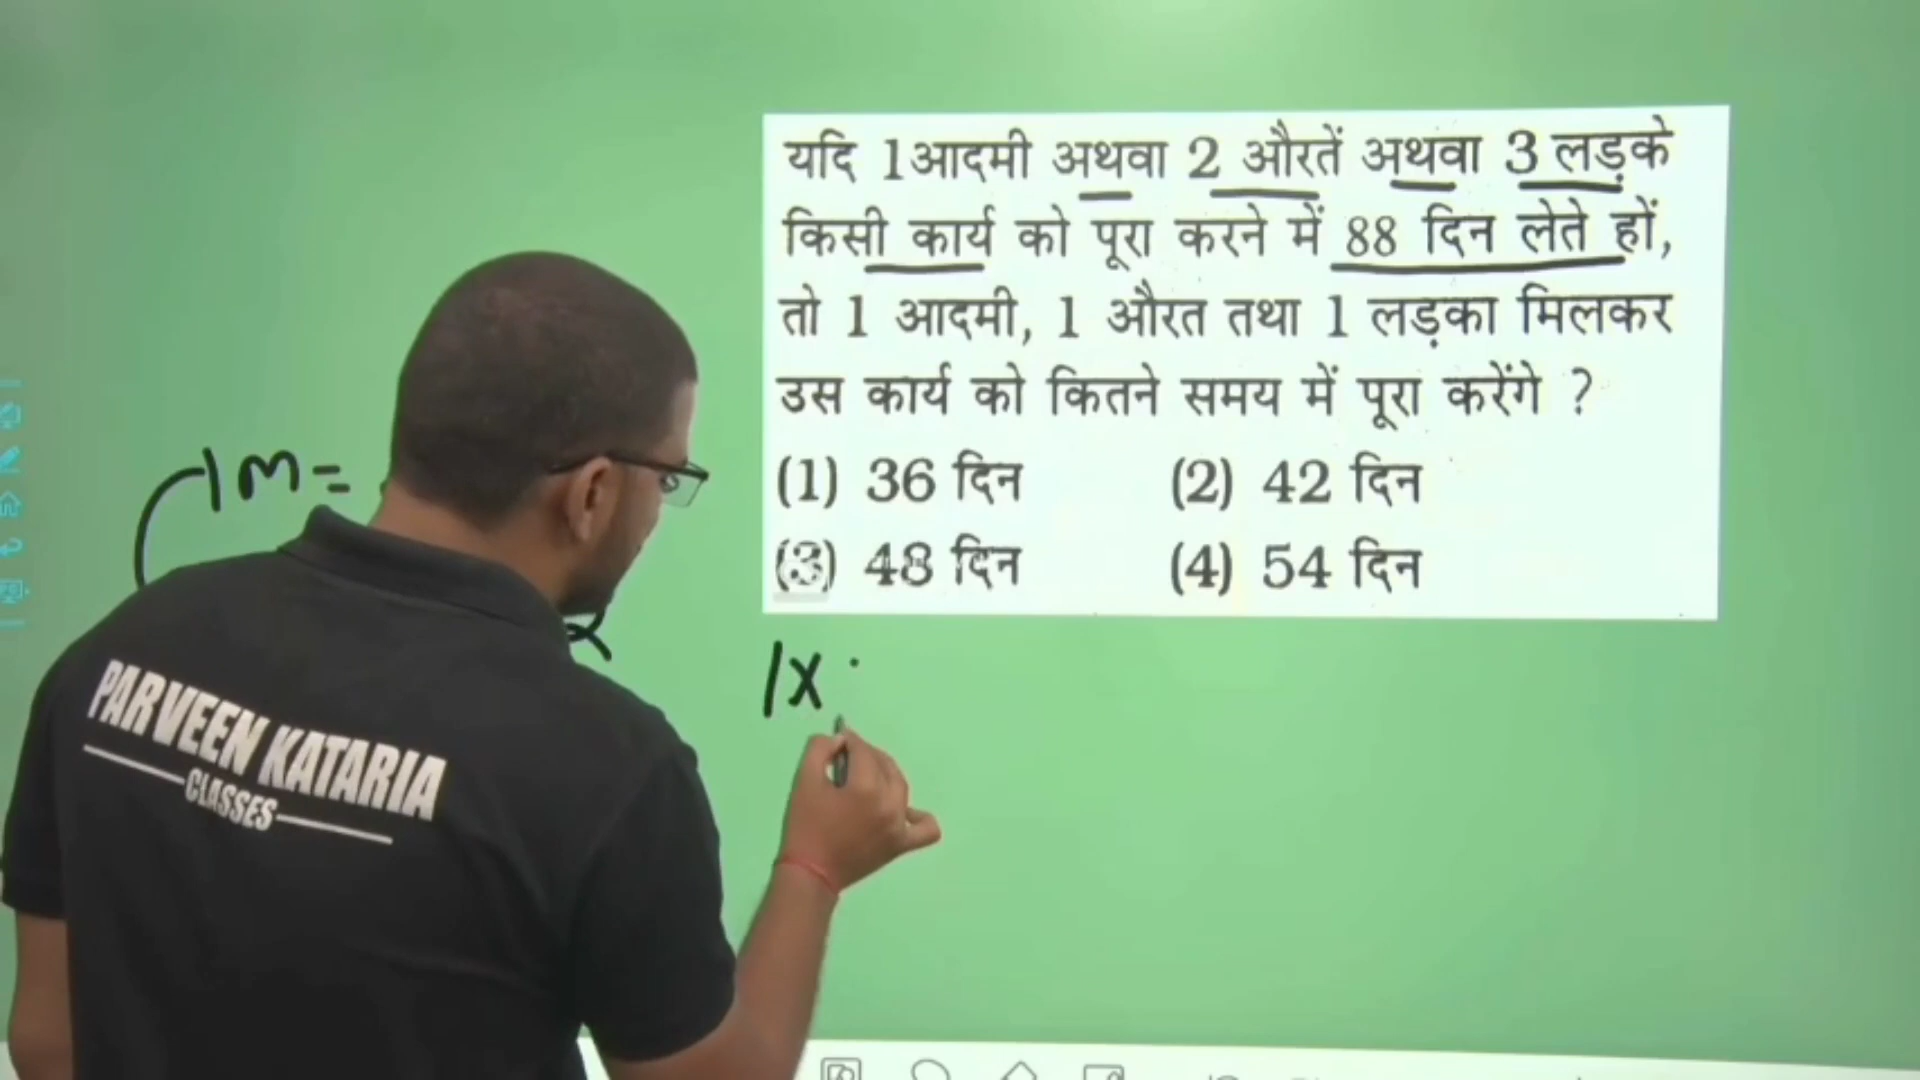 यदि 1आदमी अथवा 2 औरतें अथवा 3 लड़के
किसी कार्य को पूरा करने में 88 दिन लेते हों,
तो 1 आदमी, 1 औरत तथा 1 लड़का मिलकर
उस कार्य को कितने समय में पूरा करेंगे ?
(1) 36 दिन (2) 42 दिन
(3) 48 दिन (4) 54 दिन
1M=
1X
PARVEEN KATARIA
CLASSES